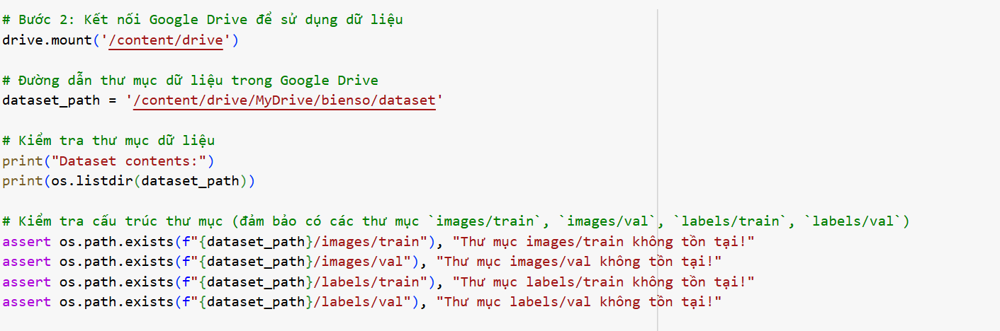 # Bước 2: Kết nối Google Drive để sử dụng dữ liệu
drive.mount('/content/drive')
# Đường dẫn thư mục dữ liệu trong Google Drive
dataset_path = '/content/drive/MyDrive/bienso/dataset'
# Kiểm tra thư mục dữ liệu
print("Dataset contents:")
print(os.listdir(dataset_path))
# Kiểm tra cấu trúc thư mục (đảm bảo có các thư mục `images/train`, `images/val`, `labels/train`, `labels/val`)
assert os.path.exists(f"{dataset_path}/images/train"), "Thư mục images/train không tồn tại!"
assert os.path.exists(f"{dataset_path}/images/val"), "Thư mục images/val không tồn tại!"
assert os.path.exists(f"{dataset_path}/labels/train"), "Thư mục labels/train không tồn tại!"
assert os.path.exists(f"{dataset_path}/labels/val"), "Thư mục labels/val không tồn tại!"